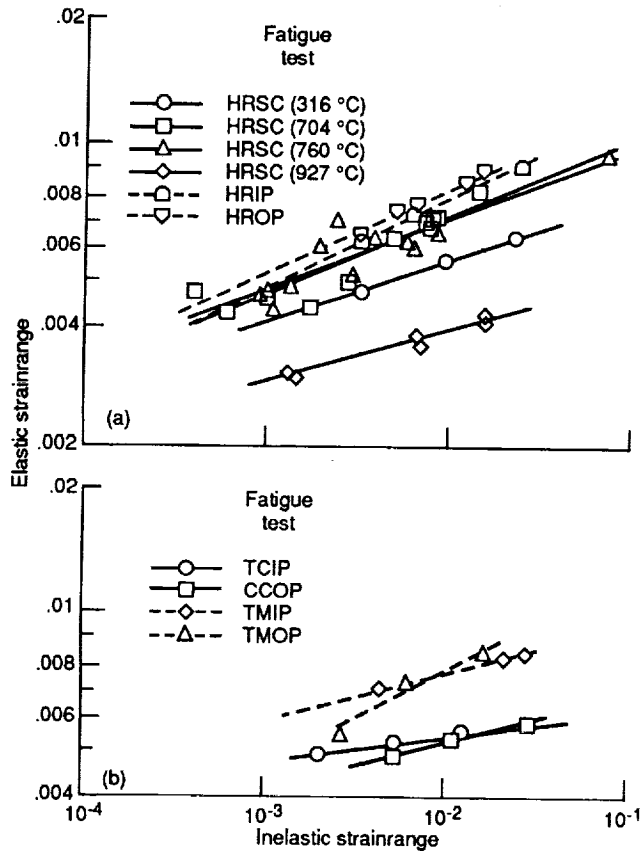 .02
Fatigue
test
HRSC (316 °C)
HRSC (704 °C)
HRSC (760 °C)
HRSC (927 °C)
HRIP
HROP
.01
.008
.006
.004
(a)
.002
Elastic strainrange
.02
Fatigue
test
TCIP
CCOP
TMIP
TMOP
.01
.008
.006
(b)
.004
10-4
10-3
10-2
10-1
Inelastic strainrange